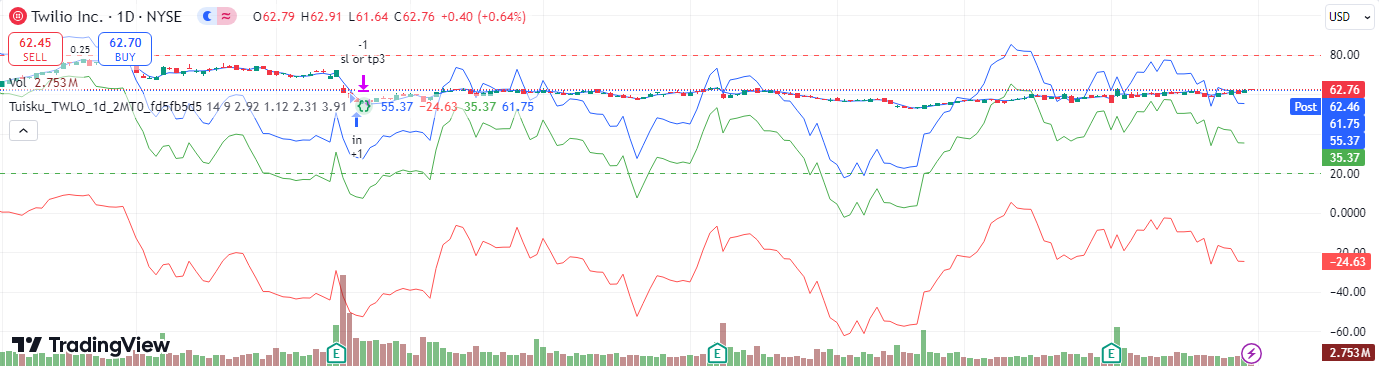 Twilio Inc. · 1D · NYSE O62.79 H62.91 L61.64 C62.76 +0.40 (+0.64%)
USD
62.45
SELL
0.25
62.70
BUY
-1
sl or tp3
Vol 2.753 M
Tuisku_TWLO_1d_2MT0_fd5fb5d5 14 9 2.92 1.12 2.31 3.91 55.37 −24.63 35.37 61.75
in
+1
80.00
62.76
Post 62.46
61.75
55.37
35.37
20.00
0.0000
−20.00
−24.63
−40.00
−60.00
2.753 M
E
E
E
TradingView